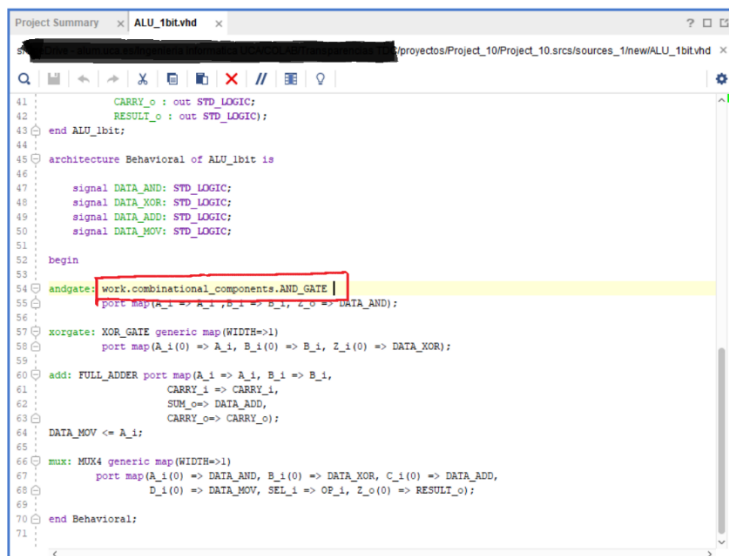 Project Summary × ALU_1bit.vhd ×
/proyectos/Project_10/Project_10.srcs/sources_1/new/ALU_1bit.vhd ×
41 CARRY_o : out STD_LOGIC;
42 RESULT_o : out STD_LOGIC);
43 end ALU_1bit;
44
45 architecture Behavioral of ALU_1bit is
46
47 signal DATA_AND: STD_LOGIC;
48 signal DATA_XOR: STD_LOGIC;
49 signal DATA_ADD: STD_LOGIC;
50 signal DATA_MOV: STD_LOGIC;
51
52 begin
53
54 andgate: work.combinational_components.AND_GATE
55 port map(A_i => A_i ,B_i => B_i, Z_o => DATA_AND);
56
57 xorgate: XOR_GATE generic map(WIDTH=>1)
58 port map(A_i(0) => A_i, B_i(0) => B_i, Z_i(0) => DATA_XOR);
59
60 add: FULL_ADDER port map(A_i => A_i, B_i => B_i,
61 CARRY_i => CARRY_i,
62 SUM_o=> DATA_ADD,
63 CARRY_o=> CARRY_o);
64 DATA_MOV <= A_i;
65
66 mux: MUX4 generic map(WIDTH=>1)
67 port map(A_i(0) => DATA_AND, B_i(0) => DATA_XOR, C_i(0) => DATA_ADD,
68 D_i(0) => DATA_MOV, SEL_i => OP_i, Z_o(0) => RESULT_o);
69
70 end Behavioral;
71